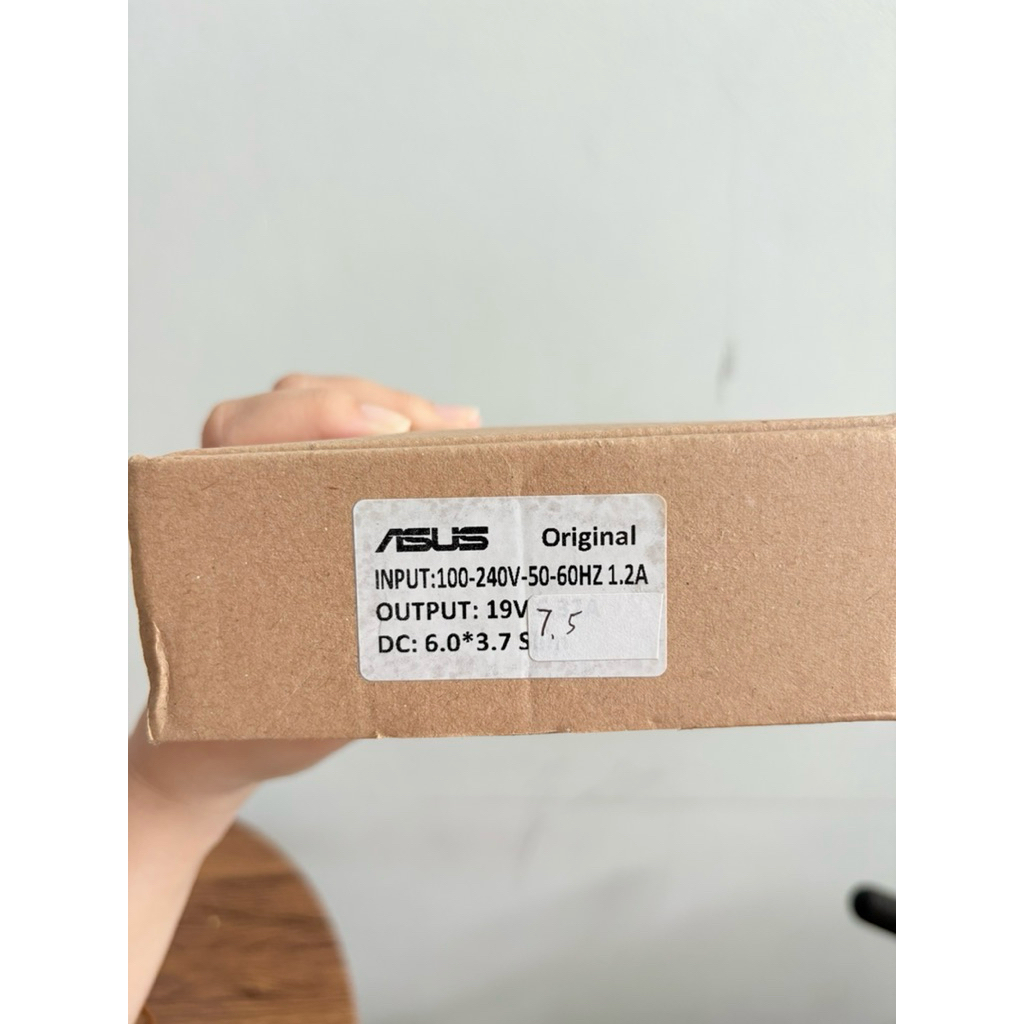 ASUS Original
INPUT:100-240V-50-60HZ 1.2A
OUTPUT: 19V
7.5
DC: 6.0*3.7